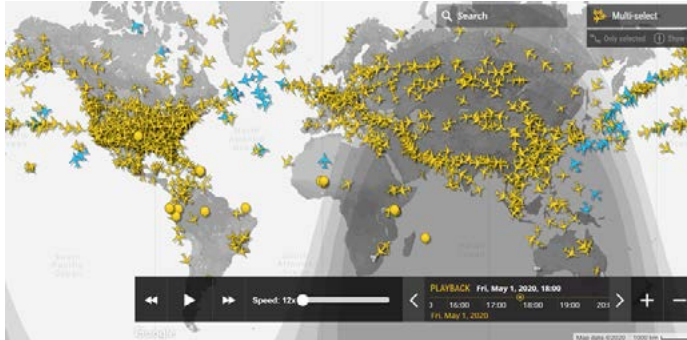 Search
Multi-select
Only selected
Show
Speed: 12x
PLAYBACK Fri, May 1, 2020, 18:00
16:00 17:00 18:00 19:00
Fri, May 1, 2020
Google
Map data ©2020 1000 km